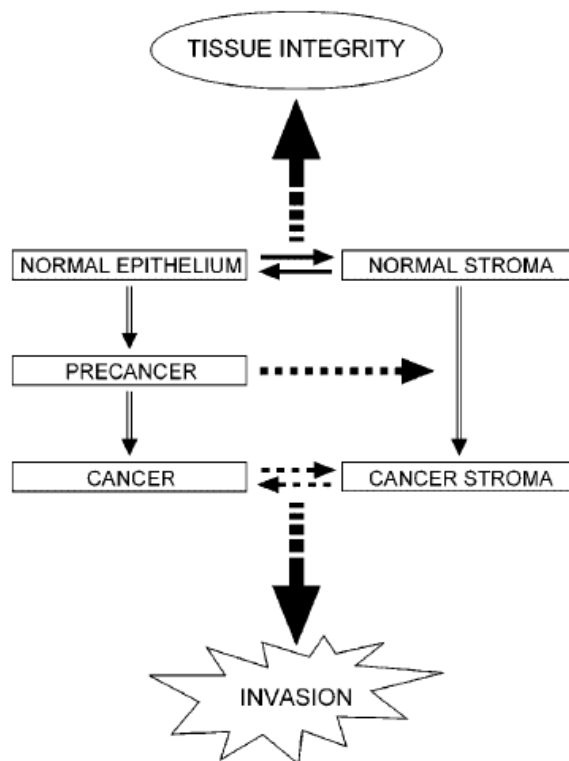 TISSUE INTEGRITY
NORMAL EPITHELIUM
NORMAL STROMA
PRECANCER
CANCER
CANCER STROMA
INVASION